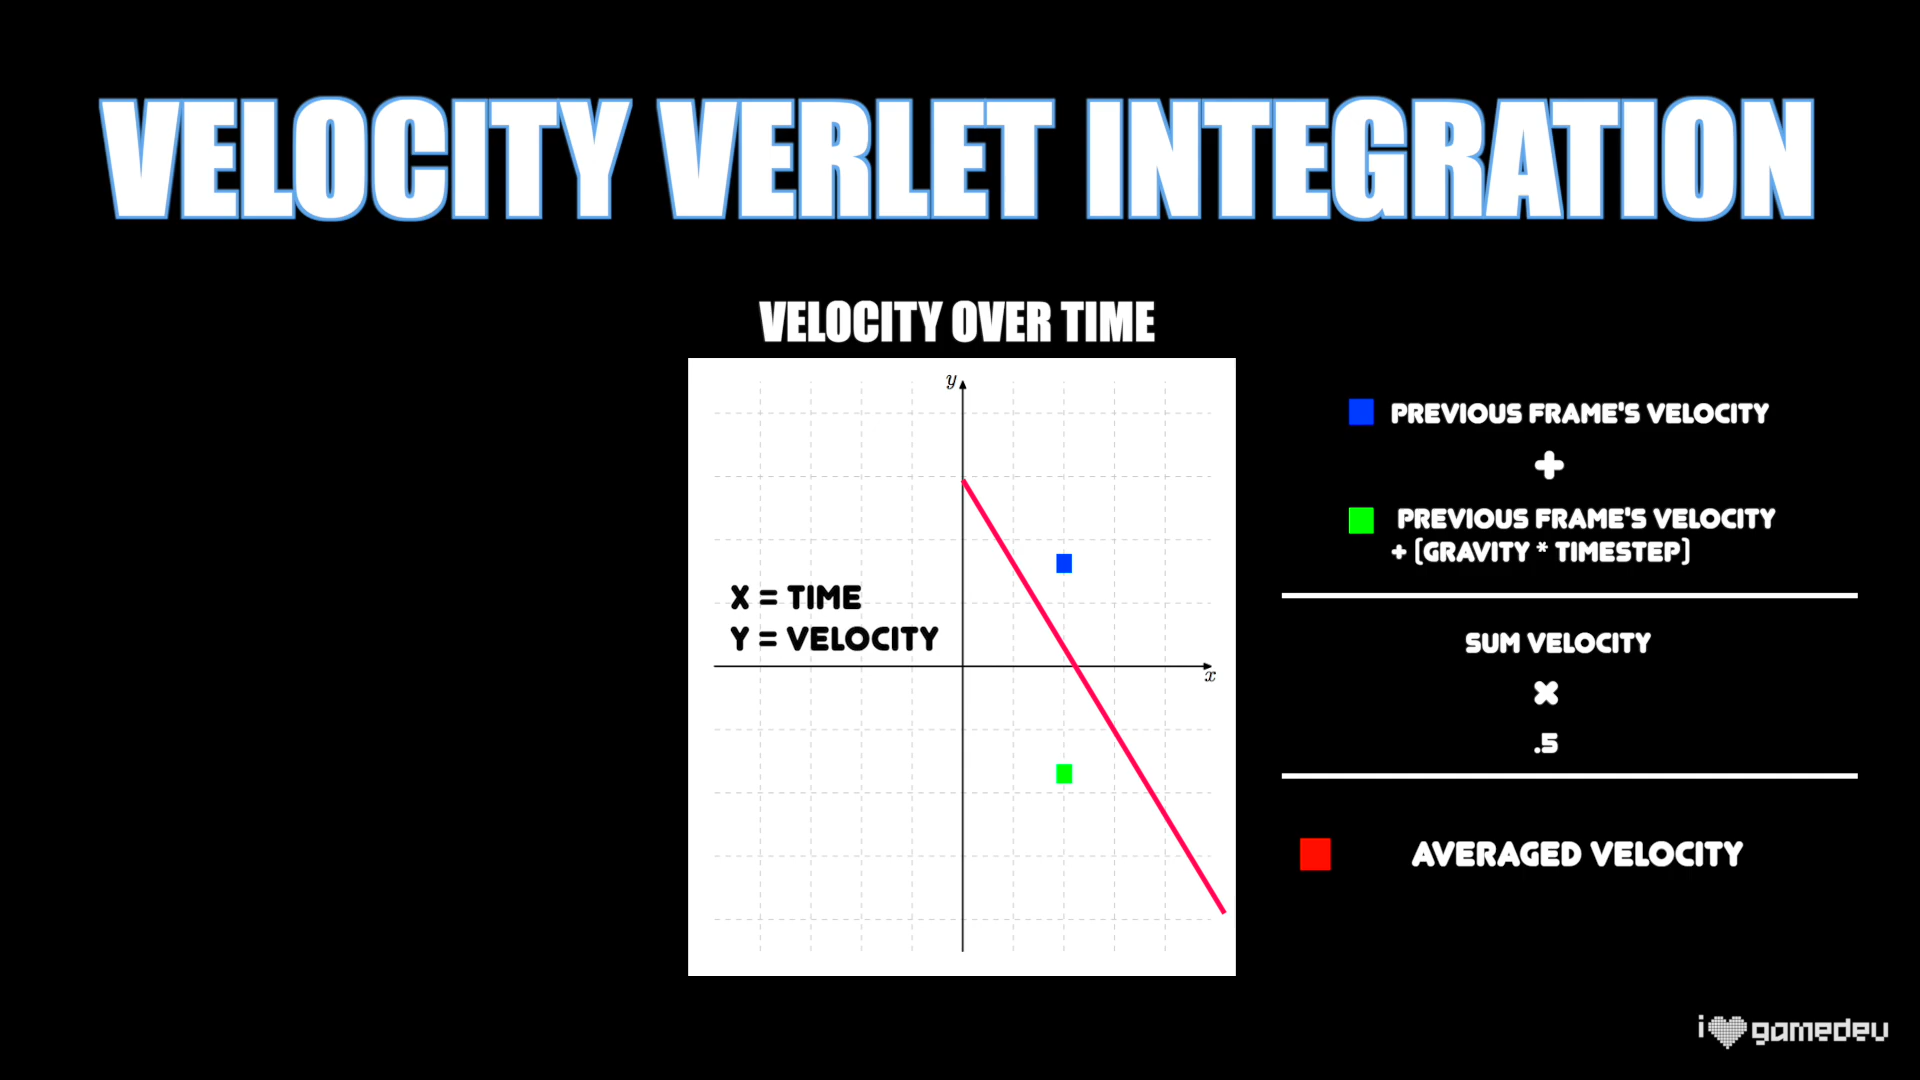 VELOCITY VERLET INTEGRATION
VELOCITY OVER TIME
y
X = TIME
Y = VELOCITY
x
PREVIOUS FRAME'S VELOCITY
+
PREVIOUS FRAME'S VELOCITY
+ (GRAVITY * TIMESTEP)
SUM VELOCITY
×
.5
AVERAGED VELOCITY
i gamedev